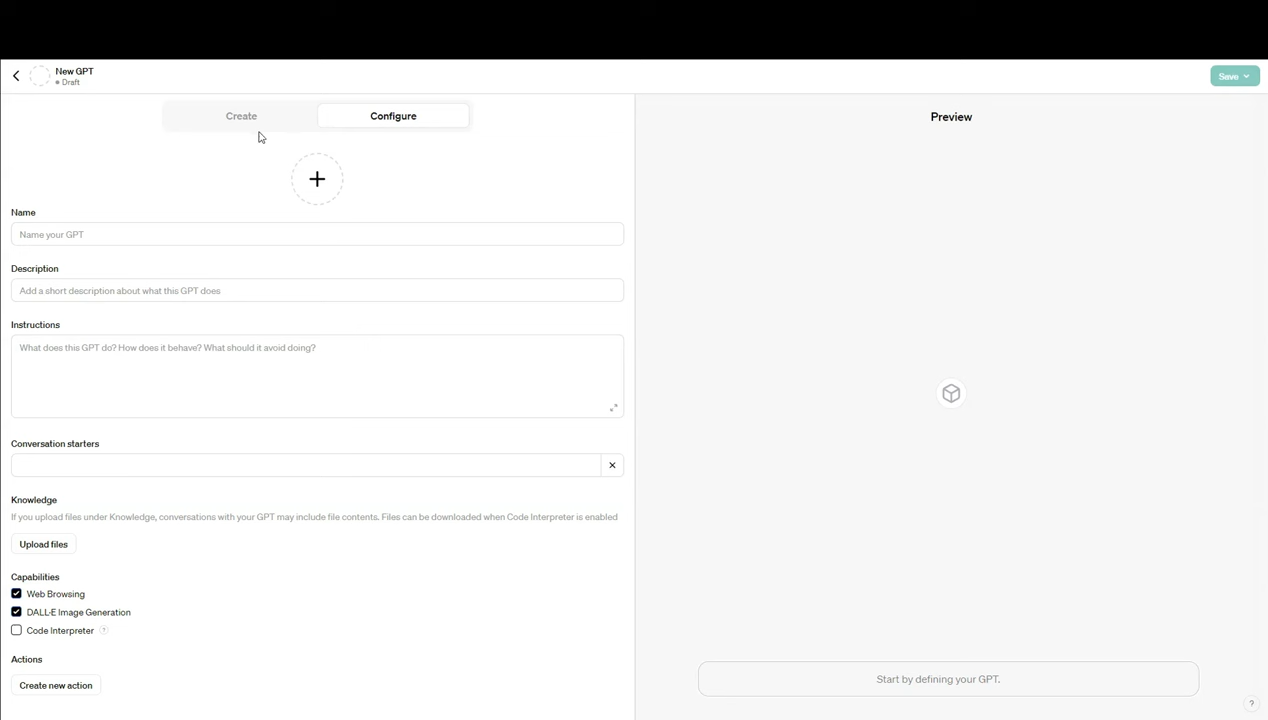 New GPT
Draft
Save
Create
Configure
Preview
Name
Name your GPT
Description
Add a short description about what this GPT does
Instructions
What does this GPT do? How does it behave? What should it avoid doing?
Conversation starters
Knowledge
If you upload files under Knowledge, conversations with your GPT may include file contents. Files can be downloaded when Code Interpreter is enabled
Upload files
Capabilities
Web Browsing
DALL·E Image Generation
Code Interpreter ?
Actions
Create new action
Start by defining your GPT.
?